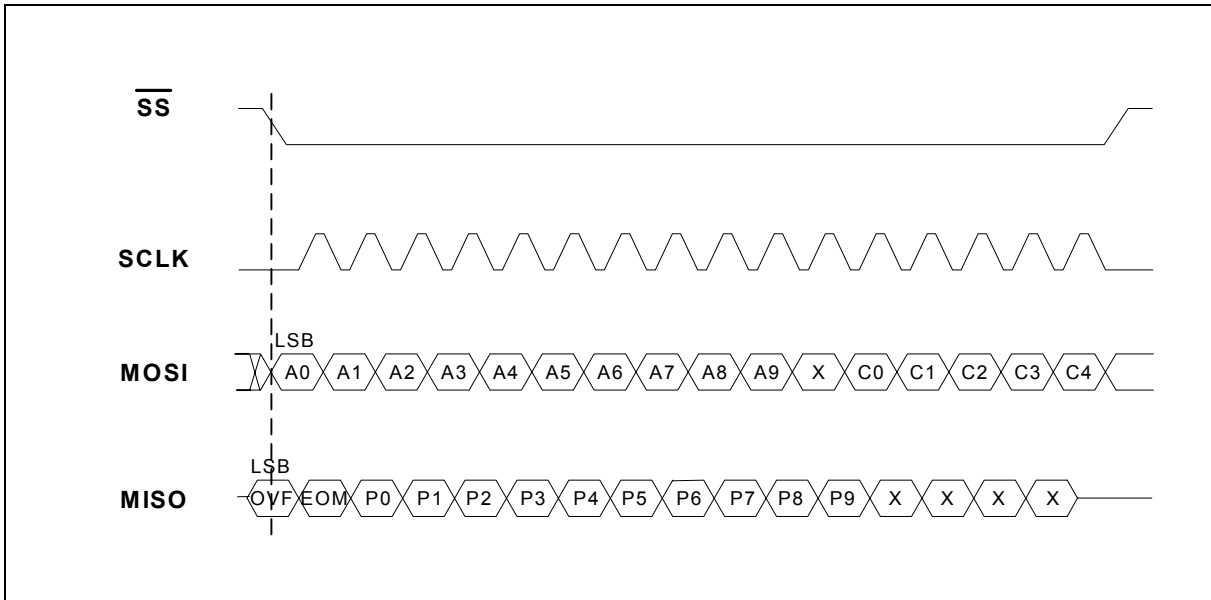 SS
SCLK
LSB
MOSI A0 A1 A2 A3 A4 A5 A6 A7 A8 A9 X C0 C1 C2 C3 C4
LSB
MISO OVF EOM P0 P1 P2 P3 P4 P5 P6 P7 P8 P9 X X X X